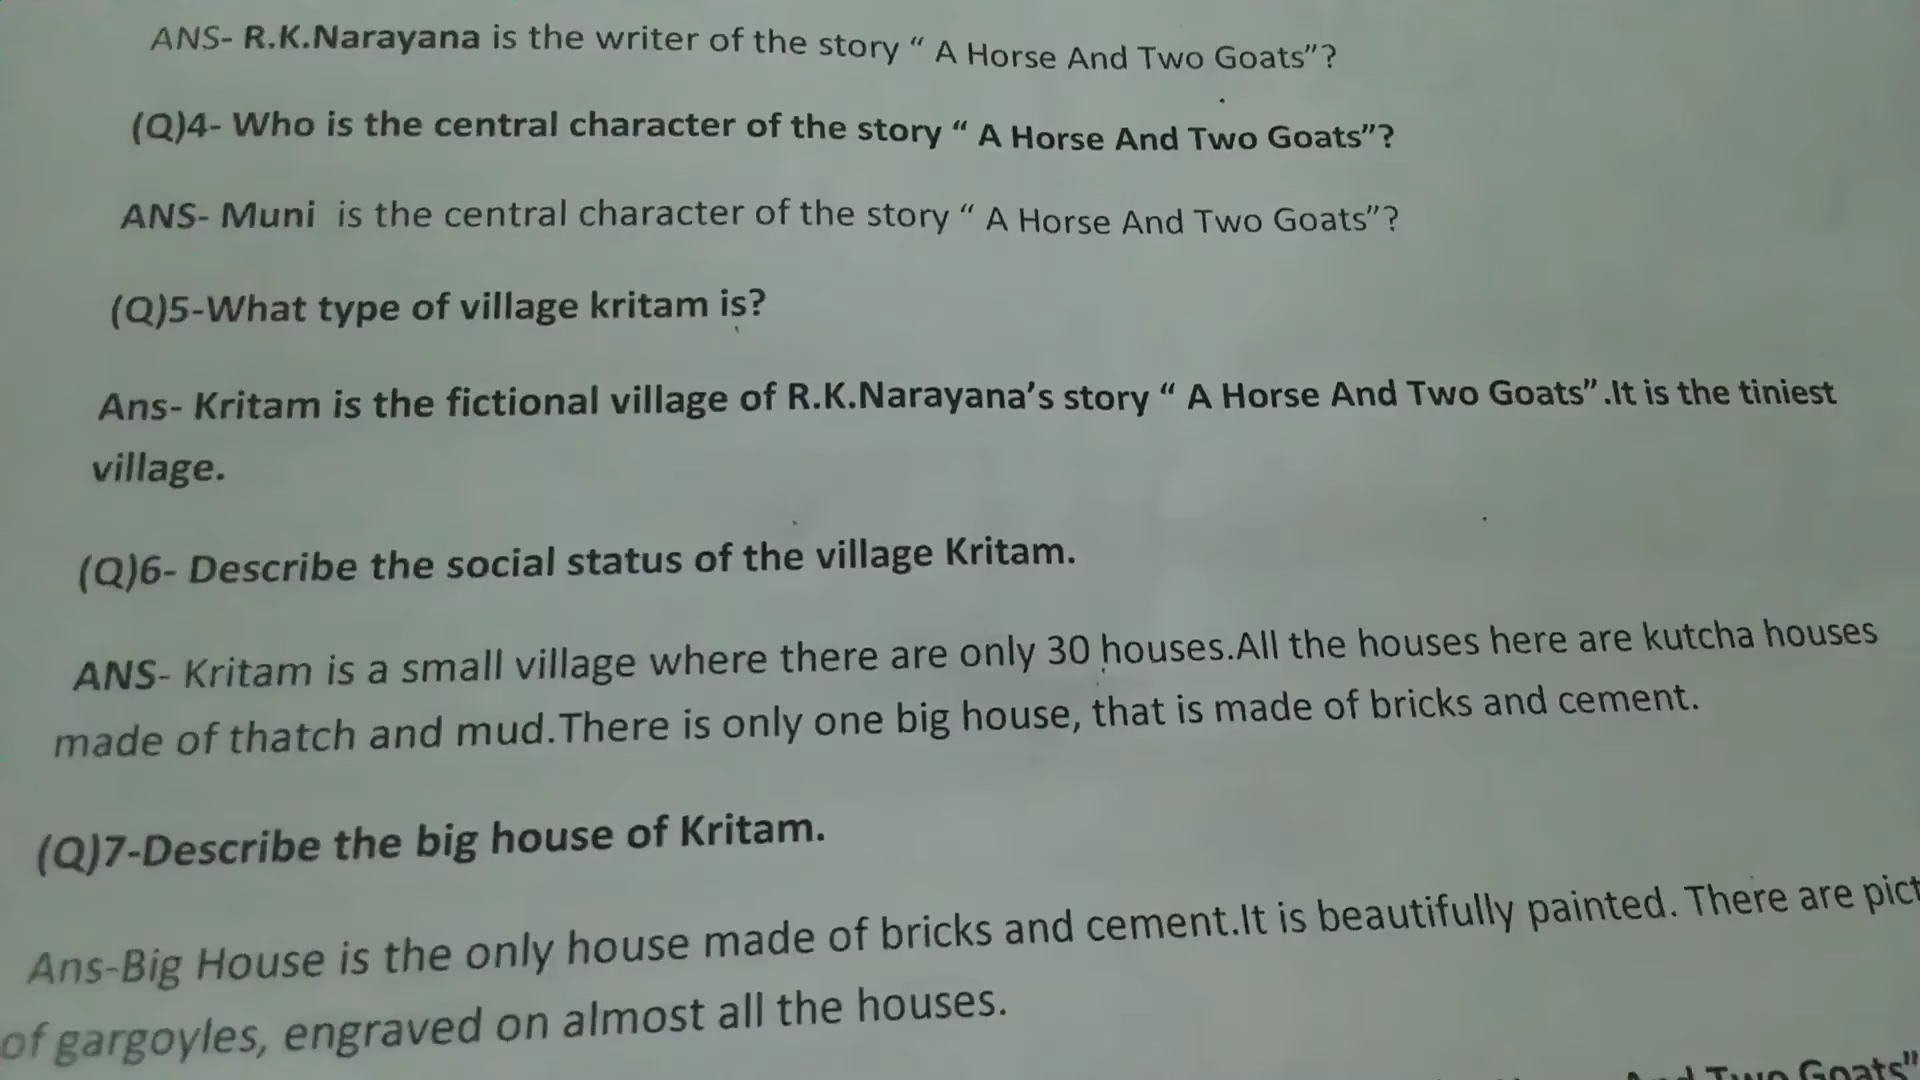 ANS- R.K.Narayana is the writer of the story “ A Horse And Two Goats”?
(Q)4- Who is the central character of the story “ A Horse And Two Goats”?
ANS- Muni is the central character of the story “ A Horse And Two Goats”?
(Q)5-What type of village kritam is?
Ans- Kritam is the fictional village of R.K.Narayana’s story “ A Horse And Two Goats”.It is the tiniest
village.
(Q)6- Describe the social status of the village Kritam.
ANS- Kritam is a small village where there are only 30 houses.All the houses here are kutcha houses
made of thatch and mud.There is only one big house, that is made of bricks and cement.
(Q)7-Describe the big house of Kritam.
Ans-Big House is the only house made of bricks and cement.It is beautifully painted. There are pict
of gargoyles, engraved on almost all the houses.
And Two Goats"